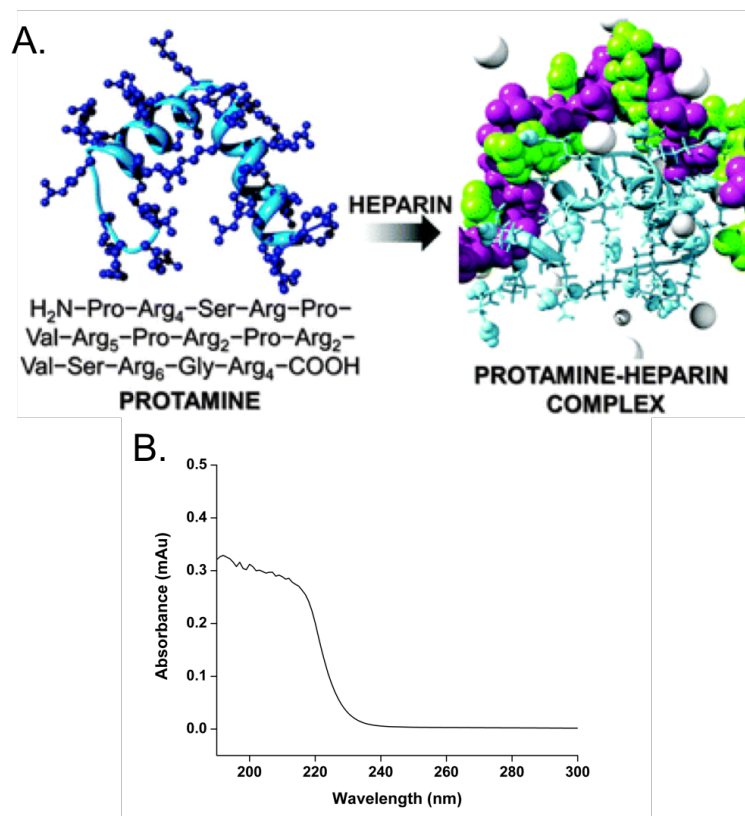 A.
HEPARIN
H₂N–Pro–Arg₄–Ser–Arg–Pro–
Val–Arg₅–Pro–Arg₂–Pro–Arg₂–
Val–Ser–Arg₆–Gly–Arg₄–COOH
PROTAMINE
PROTAMINE-HEPARIN
COMPLEX
B.
Absorbance (mAu)
0.5
0.4
0.3
0.2
0.1
0.0
200 220 240 260 280 300
Wavelength (nm)